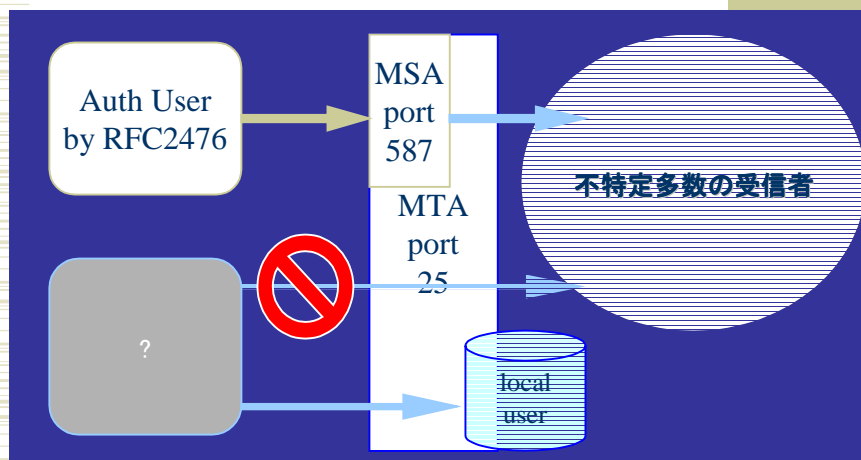 Auth User
by RFC2476
MSA
port
587
不特定多数の受信者
MTA
port
25
?
local
user